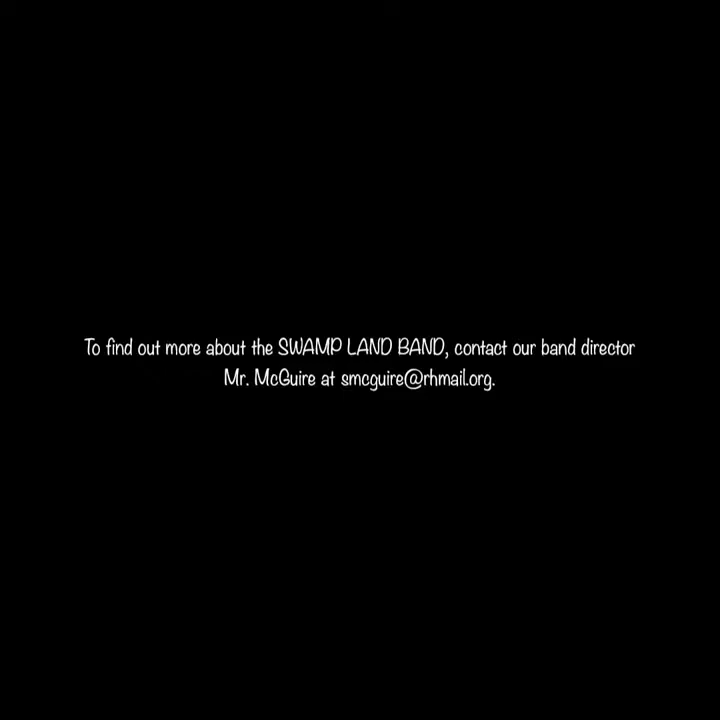 To find out more about the SWAMP LAND BAND, contact our band director
Mr. McGuire at smcguire@rhmail.org.